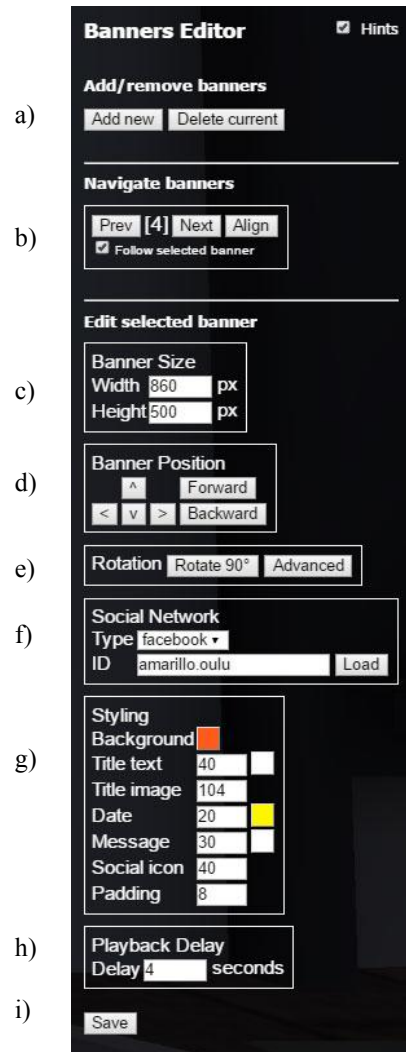 Banners Editor Hints
Add/remove banners
a) Add new Delete current
Navigate banners
b) Prev [4] Next Align
Follow selected banner
Edit selected banner
Banner Size
c) Width 860 px
Height 500 px
Banner Position
d) ^ Forward
< v > Backward
e) Rotation Rotate 90° Advanced
Social Network
f) Type facebook
ID amarillo.oulu Load
Styling
Background
g) Title text 40
Title image 104
Date 20
Message 30
Social icon 40
Padding 8
h) Playback Delay
Delay 4 seconds
i) Save